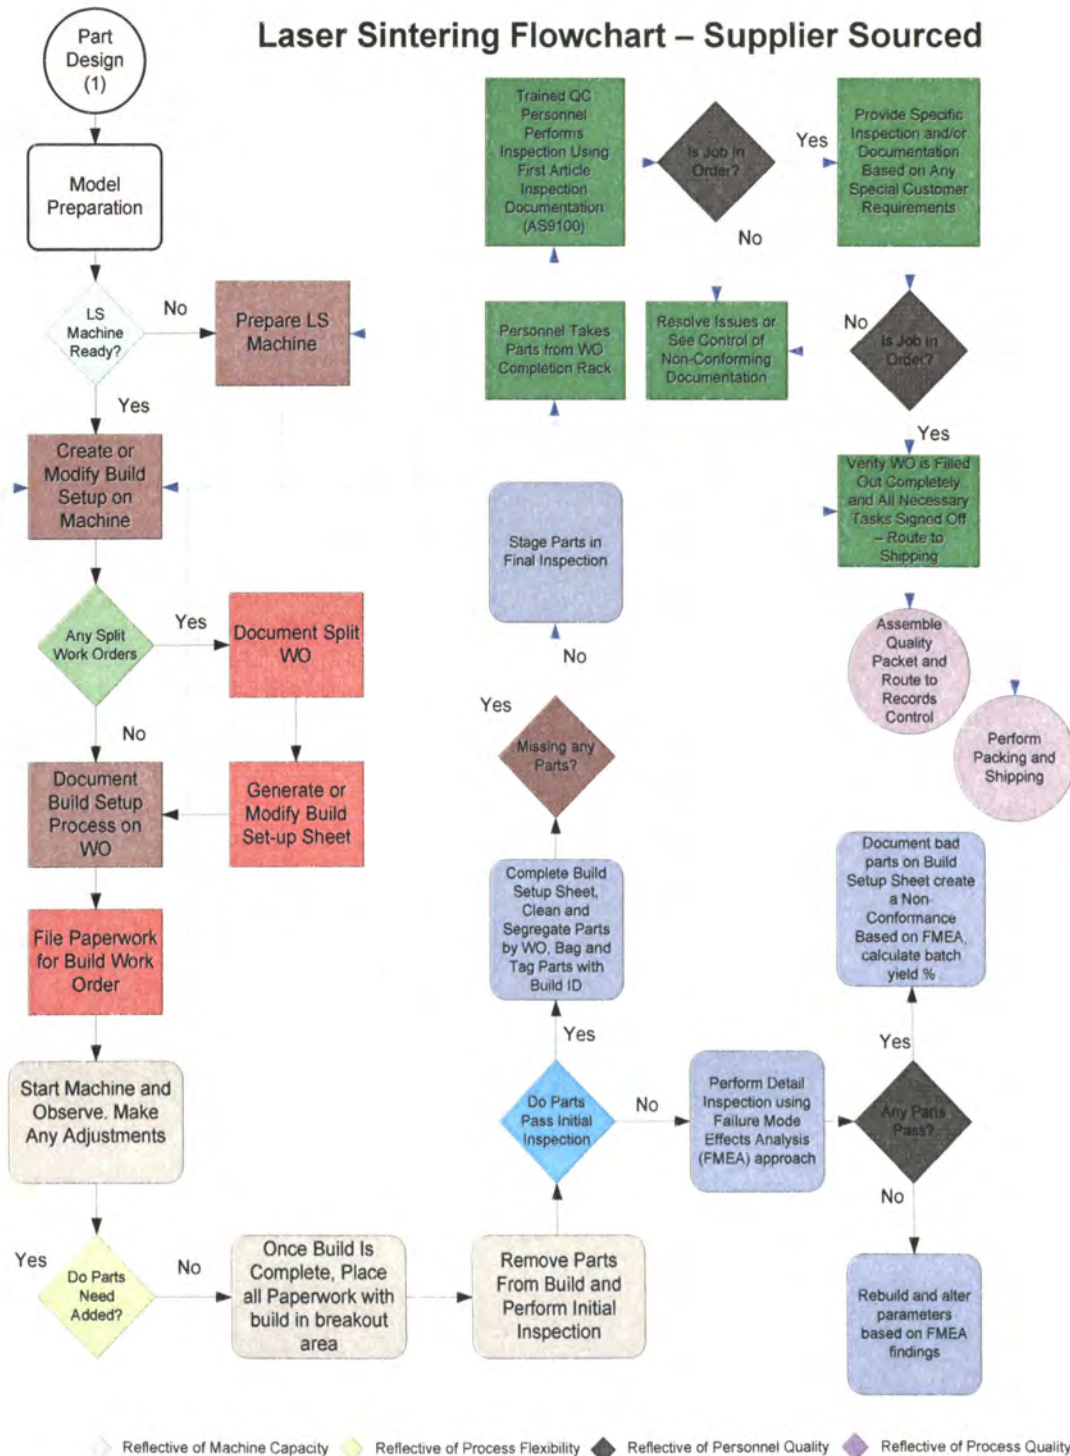 Laser Sintering Flowchart – Supplier Sourced
Part
Design
(1)
Model
Preparation
LS
Machine
Ready?
No
Prepare LS
Machine
Yes
Create or
Modify Build
Setup on
Machine
Any Split
Work Orders
Yes
Document Split
WO
No
Document
Build Setup
Process on
WO
Generate or
Modify Build
Set-up Sheet
File Paperwork
for Build Work
Order
Start Machine and
Observe. Make
Any Adjustments
Yes
Do Parts
Need
Added?
No
Once Build Is
Complete, Place
all Paperwork with
build in breakout
area
Remove Parts
From Build and
Perform Initial
Inspection
Do Parts
Pass Initial
Inspection
Yes
No
Complete Build
Setup Sheet,
Clean and
Segregate Parts
by WO, Bag and
Tag Parts with
Build ID
Missing any
Parts?
Yes
No
Stage Parts in
Final Inspection
Personnel Takes
Parts from WO
Completion Rack
Trained QC
Personnel
Performs
Inspection Using
First Article
Inspection
Documentation
(AS9100)
Is Job in
Order?
Yes
No
Resolve Issues or
See Control of
Non-Conforming
Documentation
Provide Specific
Inspection and/or
Documentation
Based on Any
Special Customer
Requirements
No
Is Job in
Order?
Yes
Verify WO is Filled
Out Completely
and All Necessary
Tasks Signed Off
– Route to
Shipping
Assemble
Quality
Packet and
Route to
Records
Control
Perform
Packing and
Shipping
Perform Detail
Inspection using
Failure Mode
Effects Analysis
(FMEA) approach
Any Parts
Pass?
Yes
Document bad
parts on Build
Setup Sheet create
a Non-
Conformance
Based on FMEA,
calculate batch
yield %
No
Rebuild and alter
parameters
based on FMEA
findings
Reflective of Machine Capacity
Reflective of Process Flexibility
Reflective of Personnel Quality
Reflective of Process Quality